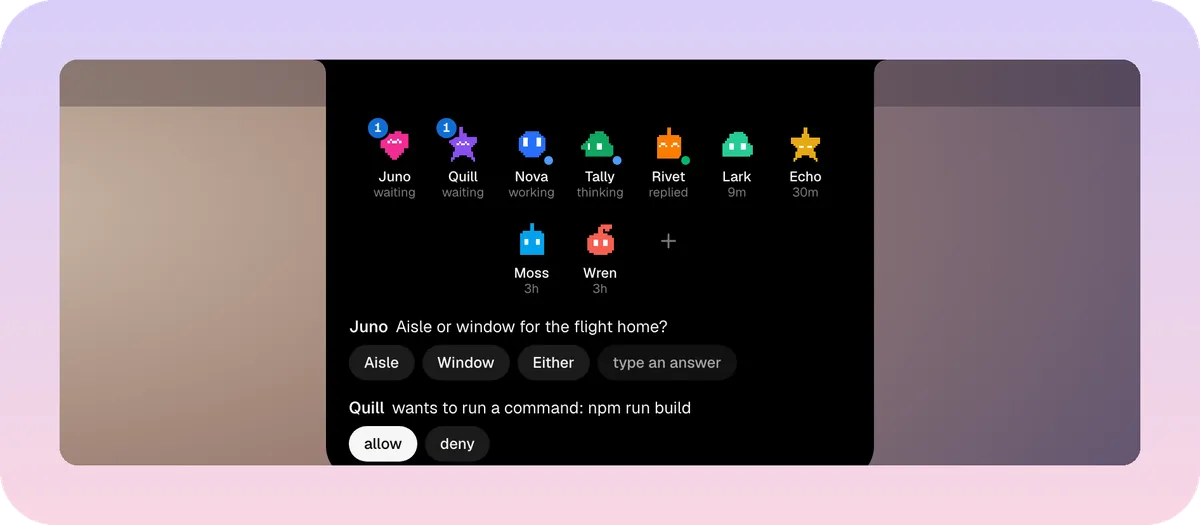 1 1
Juno Quill Nova Tally Rivet Lark Echo
waiting waiting working thinking replied 9m 30m
Moss Wren +
3h 3h
Juno Aisle or window for the flight home?
Aisle Window Either type an answer
Quill wants to run a command: npm run build
allow deny